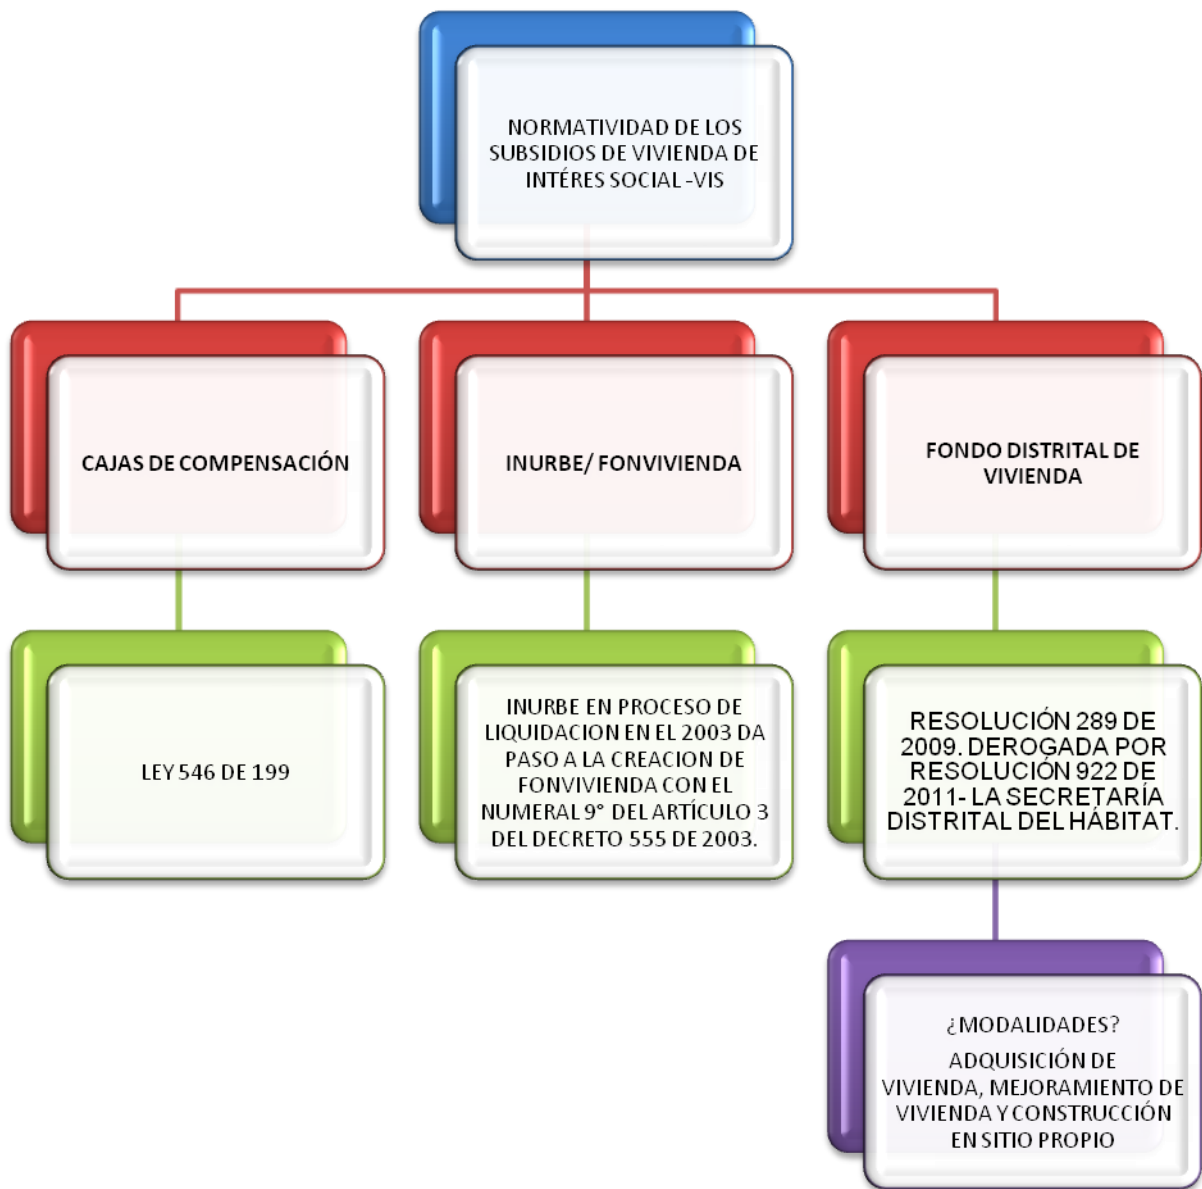 NORMATIVIDAD DE LOS
SUBSIDIOS DE VIVIENDA DE
INTÉRES SOCIAL -VIS
CAJAS DE COMPENSACIÓN
INURBE/ FONVIVIENDA
FONDO DISTRITAL DE
VIVIENDA
LEY 546 DE 199
INURBE EN PROCESO DE
LIQUIDACION EN EL 2003 DA
PASO A LA CREACION DE
FONVIVIENDA CON EL
NUMERAL 9° DEL ARTÍCULO 3
DEL DECRETO 555 DE 2003.
RESOLUCIÓN 289 DE
2009. DEROGADA POR
RESOLUCIÓN 922 DE
2011- LA SECRETARÍA
DISTRITAL DEL HÁBITAT.
¿MODALIDADES?
ADQUISICIÓN DE
VIVIENDA, MEJORAMIENTO DE
VIVIENDA Y CONSTRUCCIÓN
EN SITIO PROPIO